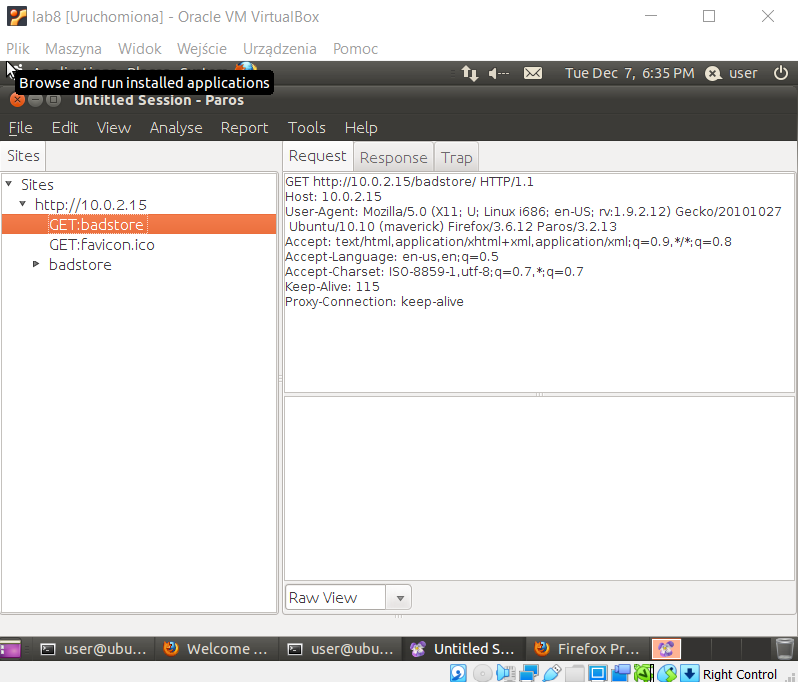 lab8 [Uruchomiona] - Oracle VM VirtualBox
Plik Maszyna Widok Wejście Urządzenia Pomoc
Tue Dec 7, 6:35 PM user
Browse and run installed applications
Untitled Session - Paros
File Edit View Analyse Report Tools Help
Sites
Request Response Trap
Sites
http://10.0.2.15
GET:badstore
GET:favicon.ico
badstore
GET http://10.0.2.15/badstore/ HTTP/1.1
Host: 10.0.2.15
User-Agent: Mozilla/5.0 (X11; U; Linux i686; en-US; rv:1.9.2.12) Gecko/20101027
Ubuntu/10.10 (maverick) Firefox/3.6.12 Paros/3.2.13
Accept: text/html,application/xhtml+xml,application/xml;q=0.9,*/*;q=0.8
Accept-Language: en-us,en;q=0.5
Accept-Charset: ISO-8859-1,utf-8;q=0.7,*;q=0.7
Keep-Alive: 115
Proxy-Connection: keep-alive
Raw View
user@ubu... Welcome ... user@ubu... Untitled S... Firefox Pr...
Right Control